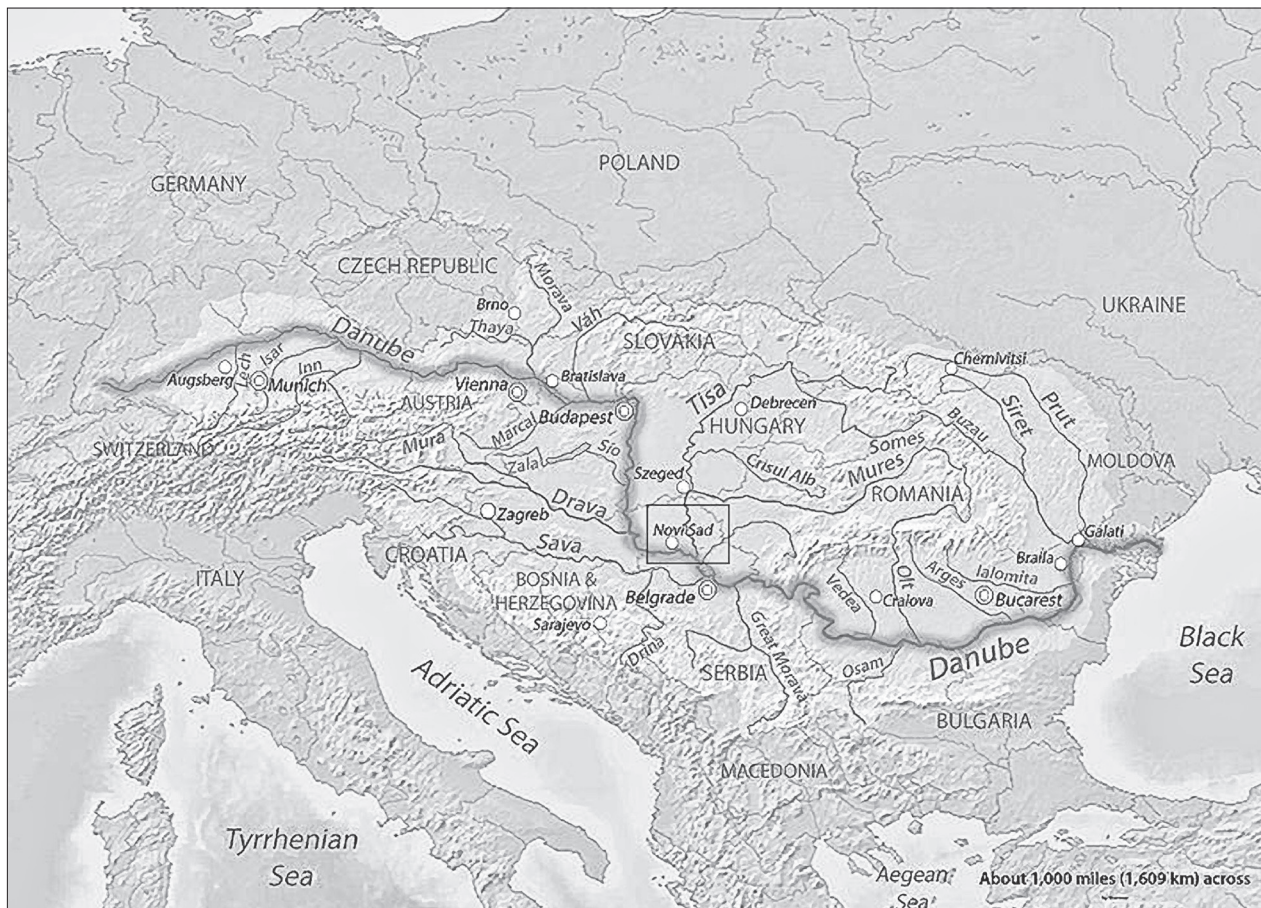 POLAND
GERMANY
CZECH REPUBLIC
Morava
Brno
Thaya
Váh
UKRAINE
Danube
SLOVAKIA
Chernivitsi
Augsberg
Lech
Isar
Inn
Munich
Vienna
Bratislava
AUSTRIA
Budapest
Tisa
Debrecen
HUNGARY
Siret
Prut
SWITZERLAND
Mura
Marcal
Sio
Zala
Somes
Buzau
MOLDOVA
Szeged
Crisul Alb
Mures
ROMANIA
Drava
Zagreb
Sava
Novi Sad
CROATIA
Galati
Braila
ITALY
BOSNIA &
HERZEGOVINA
Belgrade
Olt
Arges
Ialomita
Vedea
Cralova
Bucarest
Sarajevo
Drina
SERBIA
Great Morava
Osam
Danube
Black
Sea
Adriatic Sea
BULGARIA
MACEDONIA
Tyrrhenian
Sea
Aegean
Sea
About 1,000 miles (1,609 km) across